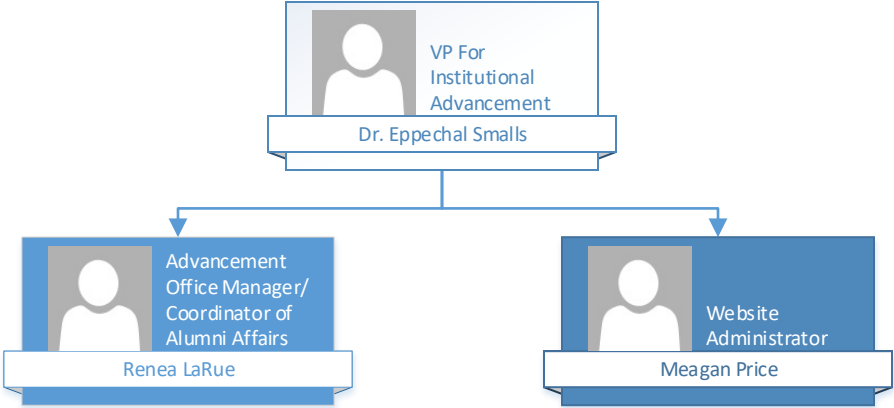 VP For
Institutional
Advancement
Dr. Eppechal Smalls
Advancement
Office Manager/
Coordinator of
Alumni Affairs
Renea LaRue
Website
Administrator
Meagan Price